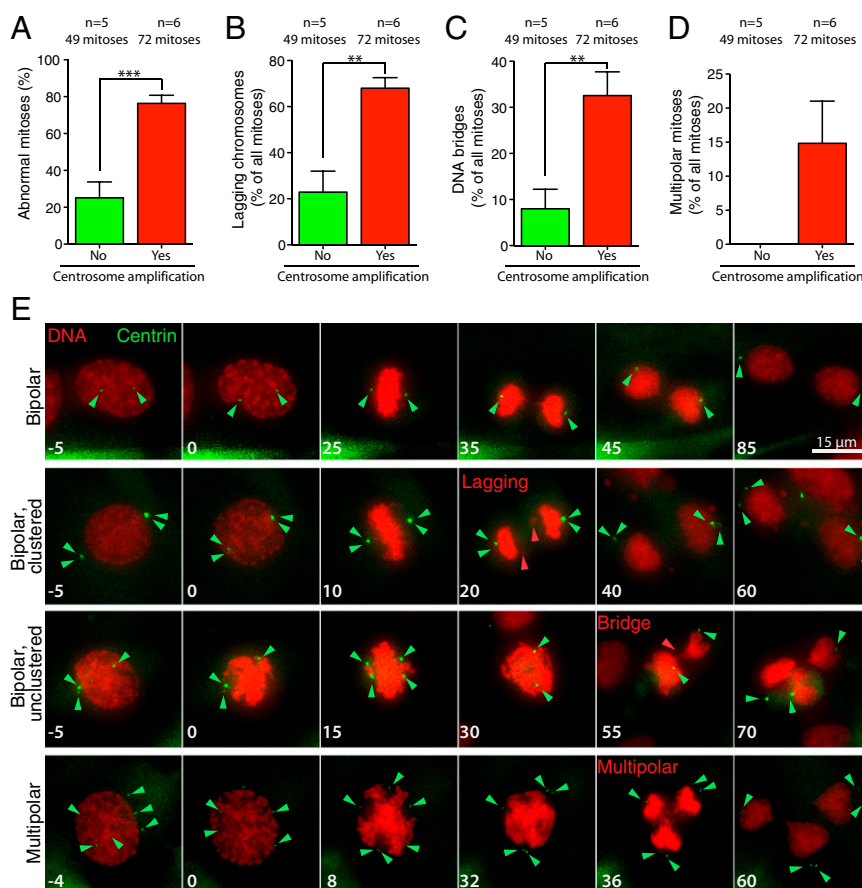 A
n=5
49 mitoses
n=6
72 mitoses
Abnormal mitoses (%)
100
80
60
40
20
0
***
No
Yes
Centrosome amplification
B
n=5
49 mitoses
n=6
72 mitoses
Lagging chromosomes
(% of all mitoses)
80
60
40
20
0
**
No
Yes
Centrosome amplification
C
n=5
49 mitoses
n=6
72 mitoses
DNA bridges
(% of all mitoses)
40
30
20
10
0
**
No
Yes
Centrosome amplification
D
n=5
49 mitoses
n=6
72 mitoses
Multipolar mitoses
(% of all mitoses)
25
20
15
10
5
0
No
Yes
Centrosome amplification
E
Bipolar
DNA
Centrin
-5
0
25
35
45
85
15 µm
Bipolar,
clustered
Lagging
-5
0
10
20
40
60
Bipolar,
unclustered
Bridge
-5
0
15
30
55
70
Multipolar
Multipolar
-4
0
8
32
36
60